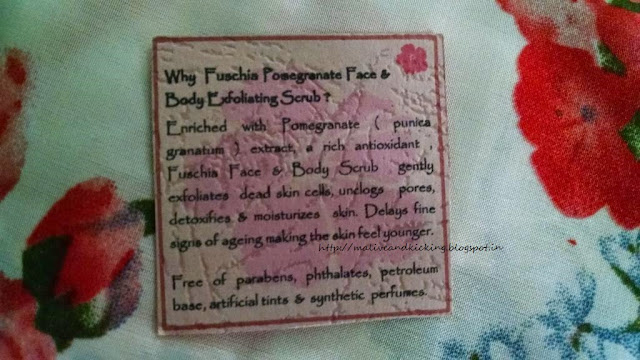 Why Fuschia Pomegranate Face &
Body Exfoliating Scrub ?
Enriched with Pomegranate ( punica
granatum ) extract, a rich antioxidant ,
Fuschia Face & Body Scrub gently
exfoliates dead skin cells, unclogs pores,
detoxifies & moisturizes skin. Delays fine
signs of ageing making the skin feel younger.
http://maliveandkicking.blogspot.in
Free of parabens, phthalates, petroleum
base, artificial tints & synthetic perfumes.